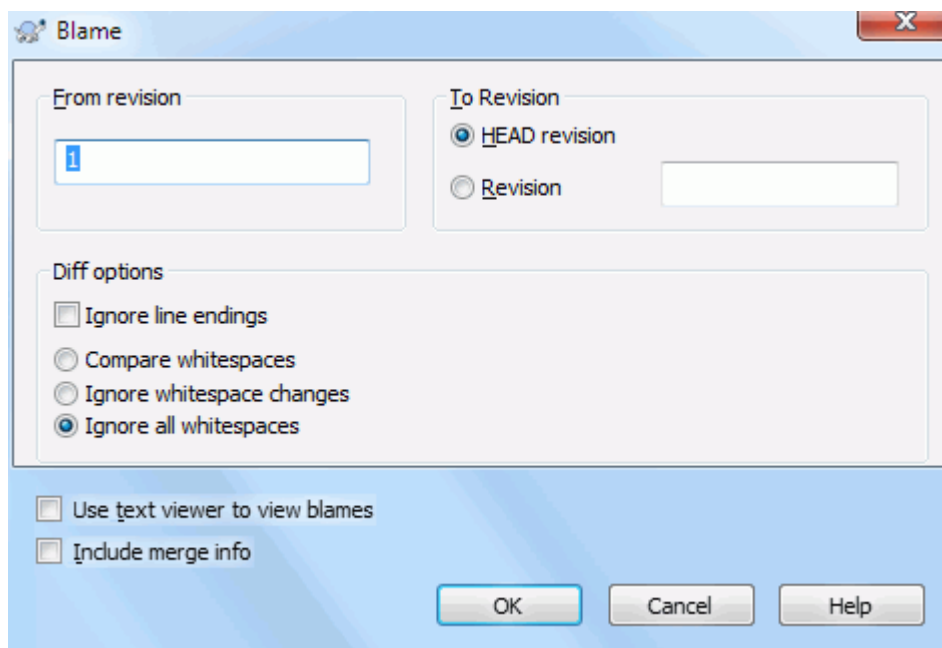 Blame
From revision
1
To Revision
HEAD revision
Revision
Diff options
Ignore line endings
Compare whitespaces
Ignore whitespace changes
Ignore all whitespaces
Use text viewer to view blames
Include merge info
OK Cancel Help